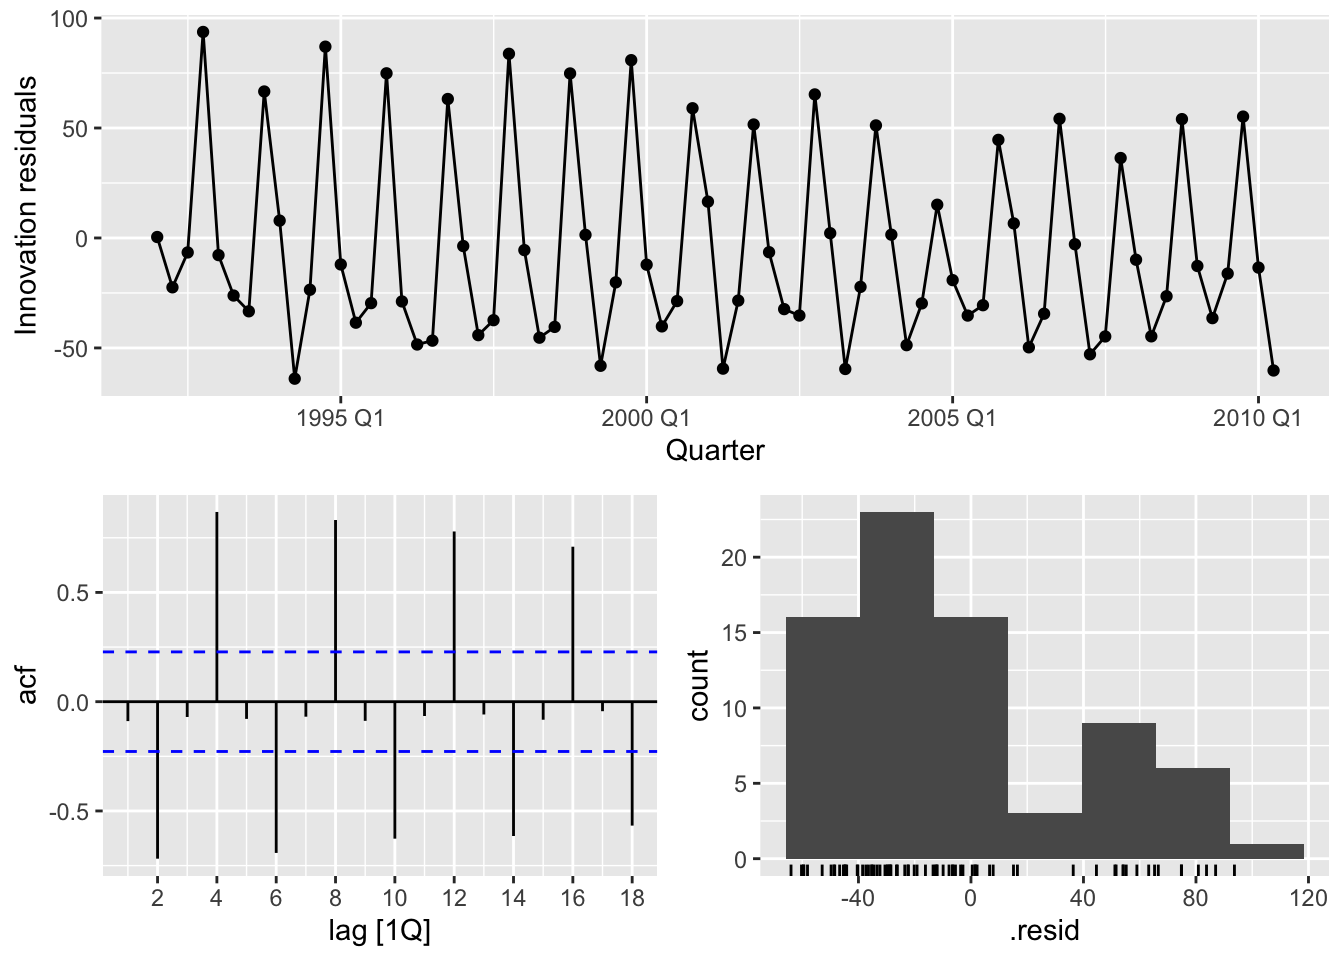 100
50
0
-50
Innovation residuals
1995 Q1 2000 Q1 2005 Q1 2010 Q1
Quarter
0.5
0.0
-0.5
acf
2 4 6 8 10 12 14 16 18
lag [1Q]
20
15
10
5
0
count
-40 0 40 80 120
.resid